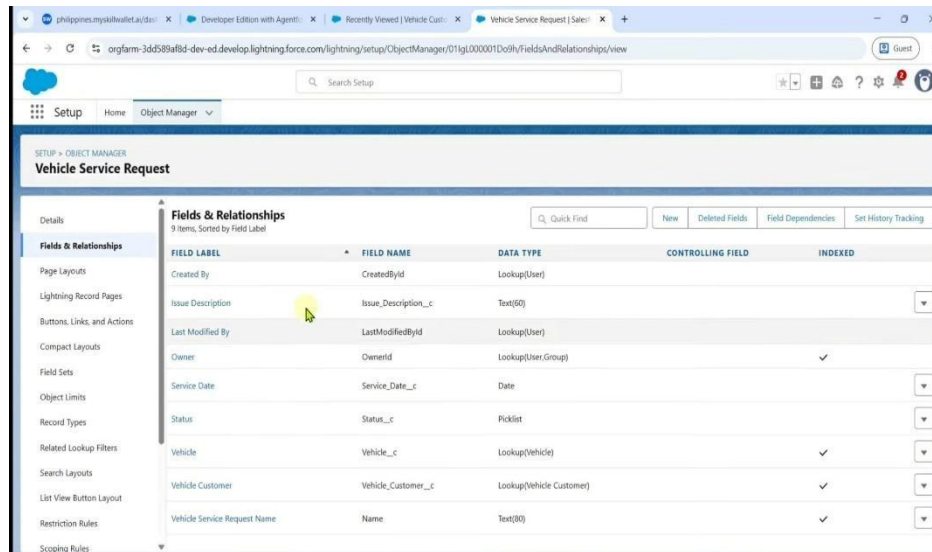 philippines.myskillwallet.ai/das
Developer Edition with Agentfo
Recently Viewed | Vehicle Custo
Vehicle Service Request | Salesf
orgfarm-3dd589af8d-dev-ed.develop.lightning.force.com/lightning/setup/ObjectManager/01IgL000001Do9h/FieldsAndRelationships/view
Guest
Search Setup
2
Setup
Home
Object Manager
SETUP > OBJECT MANAGER
Vehicle Service Request
Details
Fields & Relationships
Page Layouts
Lightning Record Pages
Buttons, Links, and Actions
Compact Layouts
Field Sets
Object Limits
Record Types
Related Lookup Filters
Search Layouts
List View Button Layout
Restriction Rules
Scoping Rules
Fields & Relationships
9 Items, Sorted by Field Label
Quick Find
New
Deleted Fields
Field Dependencies
Set History Tracking
FIELD LABEL FIELD NAME DATA TYPE CONTROLLING FIELD INDEXED
Created By CreatedById Lookup(User)
Issue Description Issue_Description__c Text(60)
Last Modified By LastModifiedById Lookup(User)
Owner OwnerId Lookup(User,Group)
Service Date Service_Date__c Date
Status Status__c Picklist
Vehicle Vehicle__c Lookup(Vehicle)
Vehicle Customer Vehicle_Customer__c Lookup(Vehicle Customer)
Vehicle Service Request Name Name Text(80)